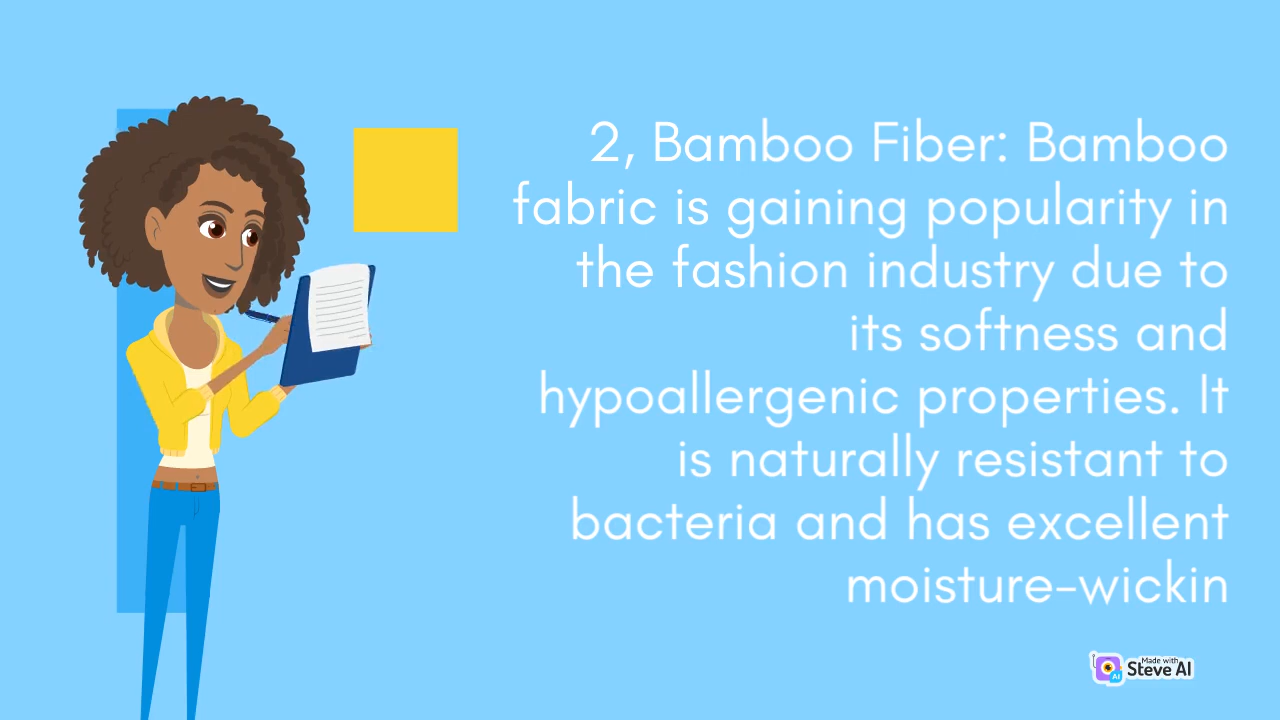 2, Bamboo Fiber: Bamboo
fabric is gaining popularity in
the fashion industry due to
its softness and
hypoallergenic properties. It
is naturally resistant to
bacteria and has excellent
moisture-wickin
Made with
Steve AI
AI